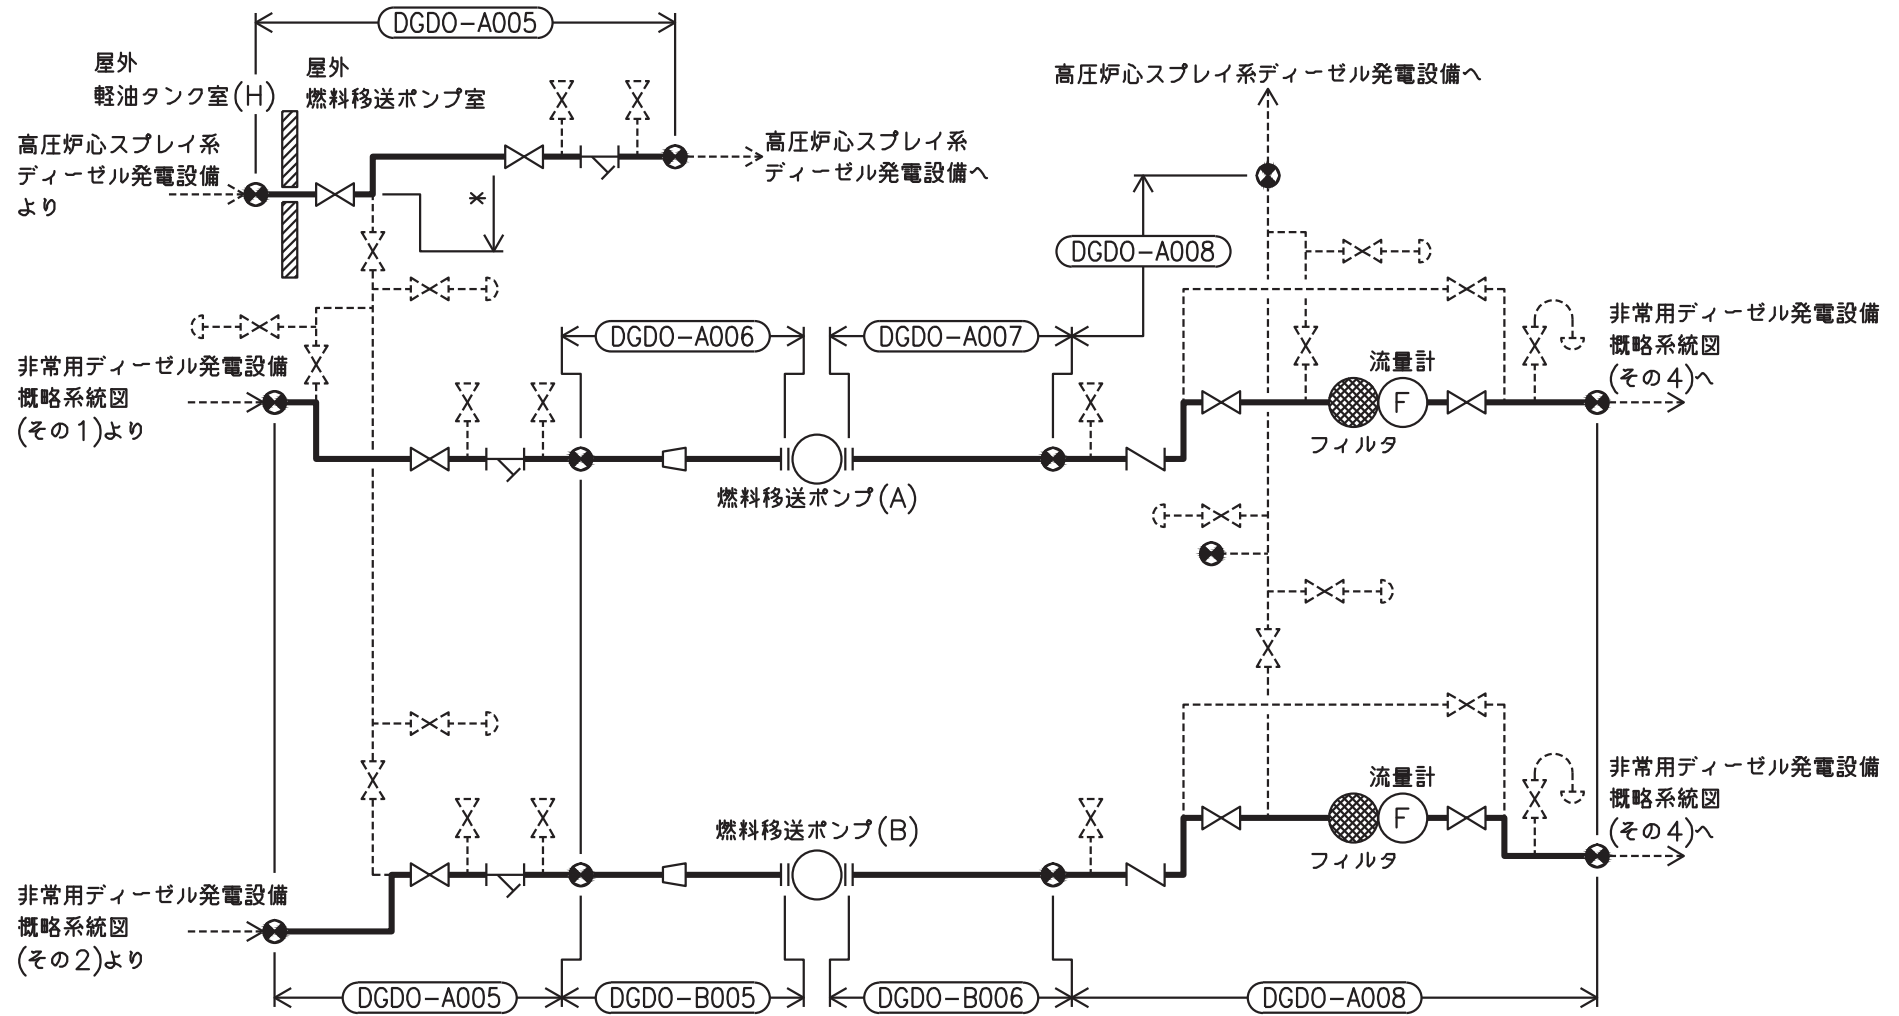 DGDO-A005
屋外
軽油タンク室(H)
屋外
燃料移送ポンプ室
高圧炉心スプレイ系
ディーゼル発電設備
より
高圧炉心スプレイ系
ディーゼル発電設備へ
高圧炉心スプレイ系ディーゼル発電設備へ
*
DGDO-A008
DGDO-A006
DGDO-A007
非常用ディーゼル発電設備
概略系統図
(その1)より
流量計
F
フィルタ
非常用ディーゼル発電設備
概略系統図
(その4)へ
燃料移送ポンプ(A)
燃料移送ポンプ(B)
流量計
F
フィルタ
非常用ディーゼル発電設備
概略系統図
(その4)へ
非常用ディーゼル発電設備
概略系統図
(その2)より
DGDO-A005
DGDO-B005
DGDO-B006
DGDO-A008